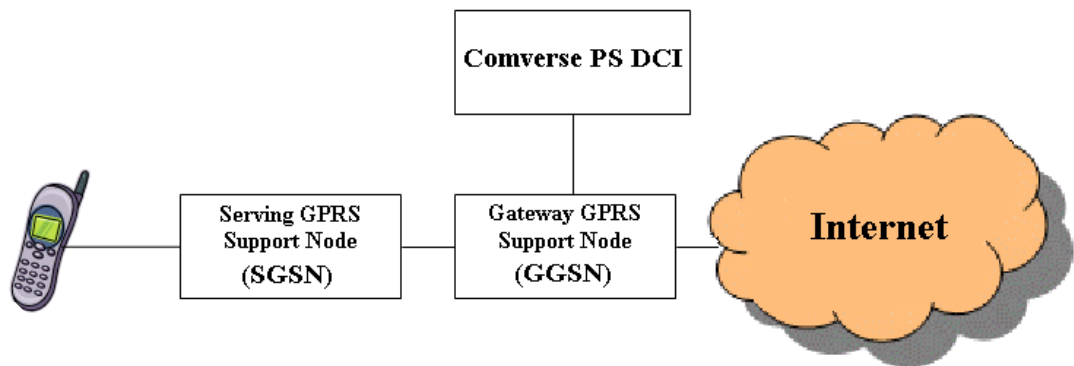 Comverse PS DCI
Serving GPRS
Support Node
(SGSN)
Gateway GPRS
Support Node
(GGSN)
Internet